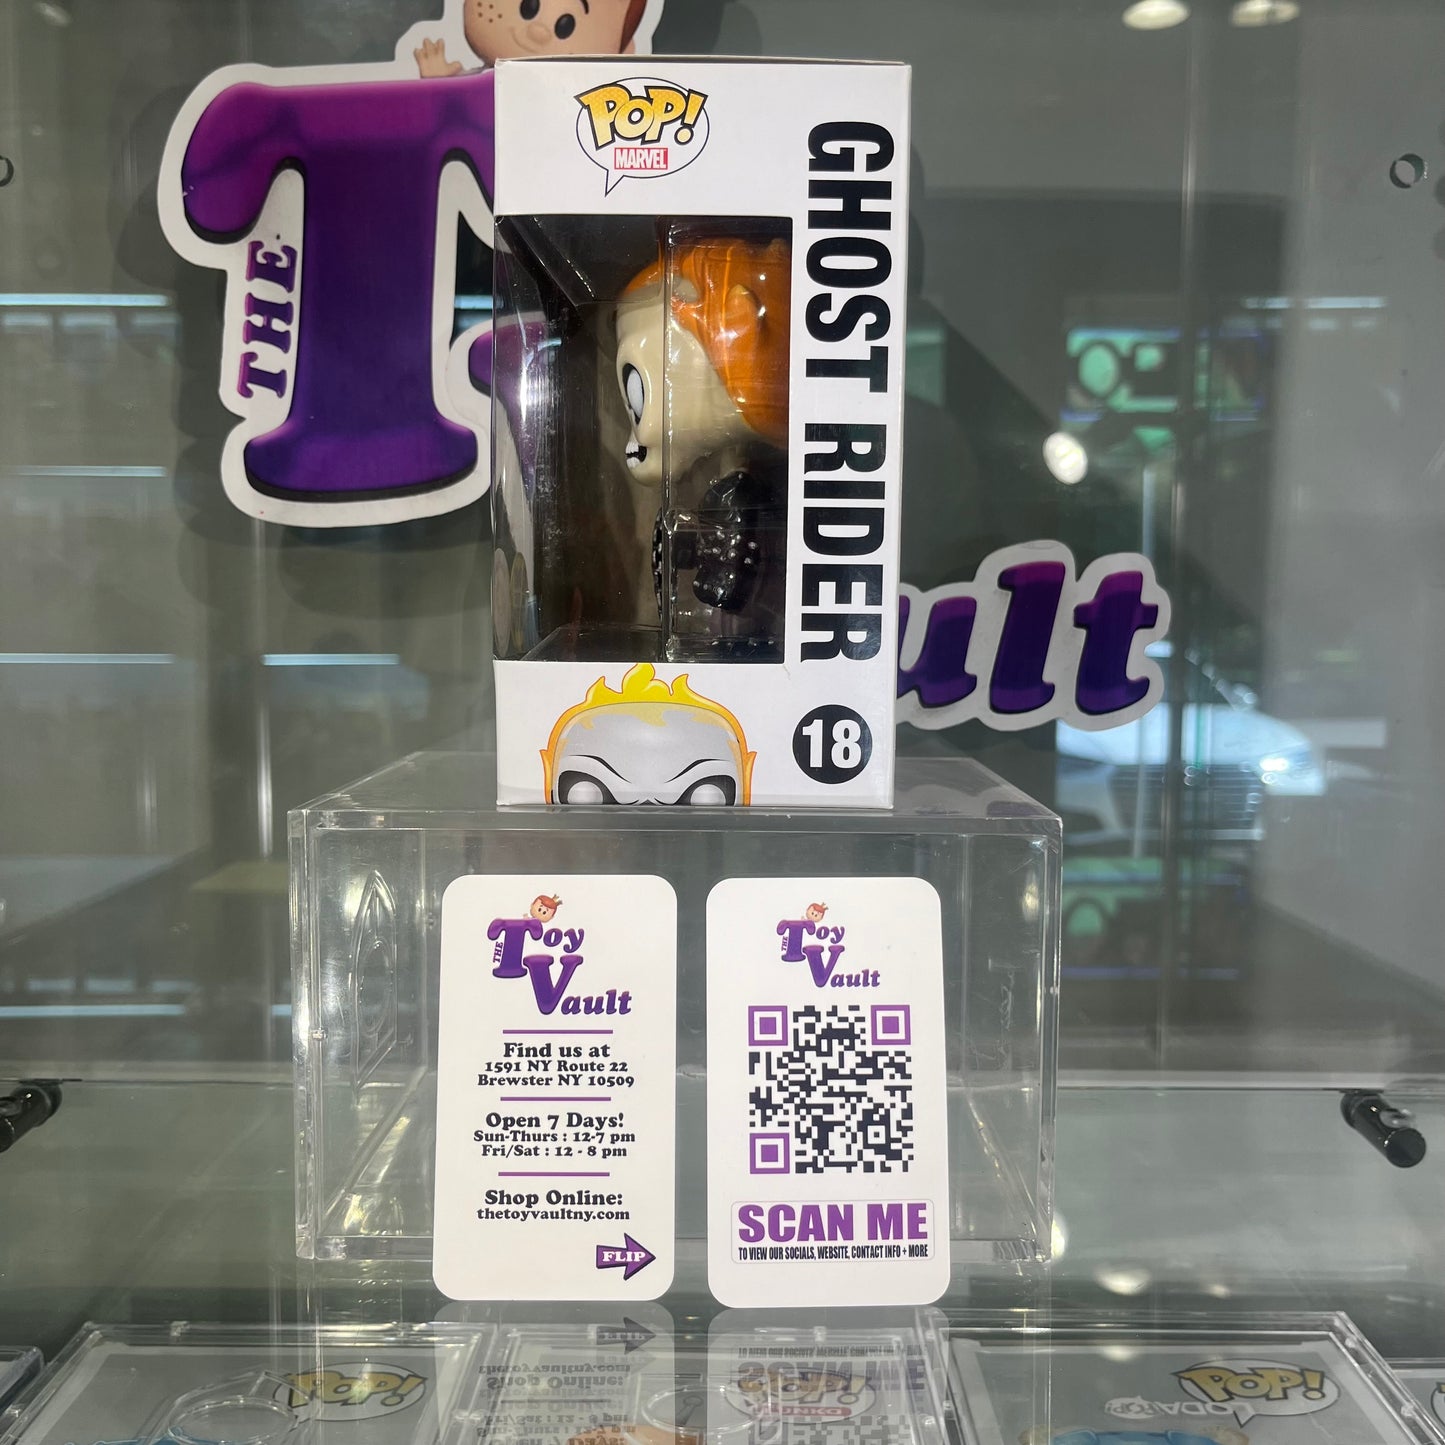 THE
T
ult
POP!
MARVEL
GHOST RIDER
18
THE Toy
Vault
Find us at
1591 NY Route 22
Brewster NY 10509
Open 7 Days!
Sun-Thurs : 12-7 pm
Fri/Sat : 12 - 8 pm
Shop Online:
thetoyvaultny.com
FLIP
THE Toy
Vault
SCAN ME
TO VIEW OUR SOCIALS, WEBSITE, CONTACT INFO + MORE
POP!
POP!